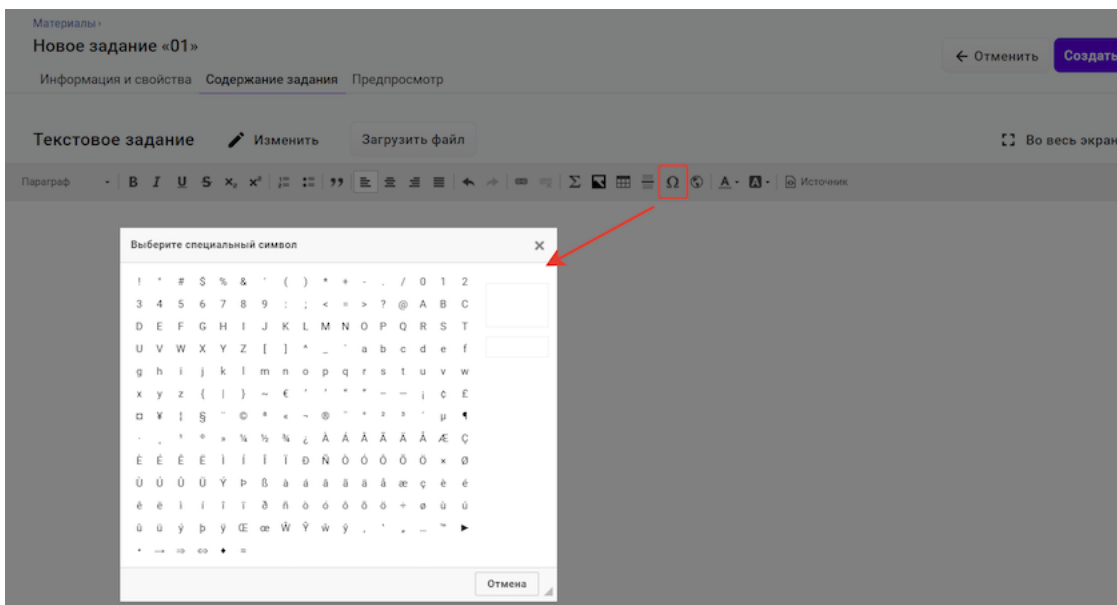 Материалы ›
Новое задание «01»
← Отменить
Создать
Информация и свойства Содержание задания Предпросмотр
Текстовое задание Изменить Загрузить файл Во весь экран
Параграф B I U S x₂ x² Σ Ω A A Источник
Выберите специальный символ ×
! " # $ % & ' ( ) * + - . / 0 1 2
3 4 5 6 7 8 9 : ; < = > ? @ A B C
D E F G H I J K L M N O P Q R S T
U V W X Y Z [ ] ^ _ ` a b c d e f
g h i j k l m n o p q r s t u v w
x y z { | } ~ € ‘ ’ “ ” – — ¡ ¢ £
¤ ¥ ¦ § ¨ © ª « ¬ ® ¯ ° ² ³ ´ µ ¶
· ¸ ¹ º » ¼ ½ ¾ ¿ À Á Â Ã Ä Å Æ Ç
È É Ê Ë Ì Í Î Ï Ð Ñ Ò Ó Ô Õ Ö × Ø
Ù Ú Û Ü Ý Þ ß à á â ã ä å æ ç è é
ê ë ì í î ï ð ñ ò ó ô õ ö ÷ ø ù ú
û ü ý þ ÿ Œ œ Ŵ Ŷ ŵ ŷ ‚ ‛ „ … ™ ►
• → ⇒ ⇔ ♦ ≈
Отмена